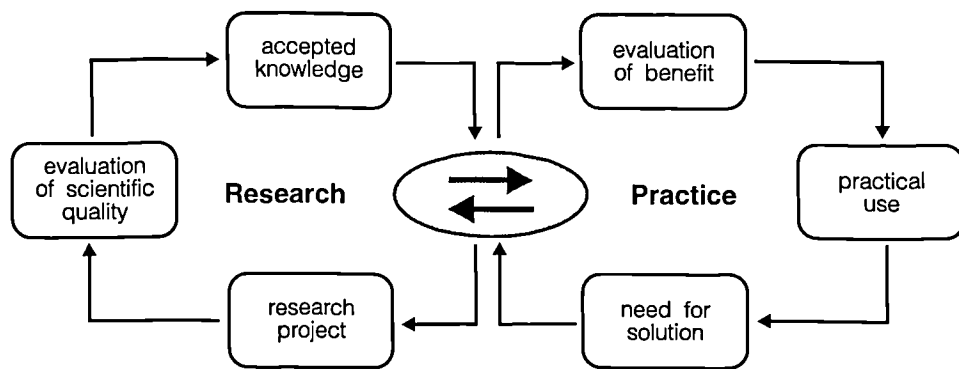 accepted
knowledge
evaluation
of benefit
evaluation
of scientific
quality
Research
Practice
practical
use
research
project
need for
solution